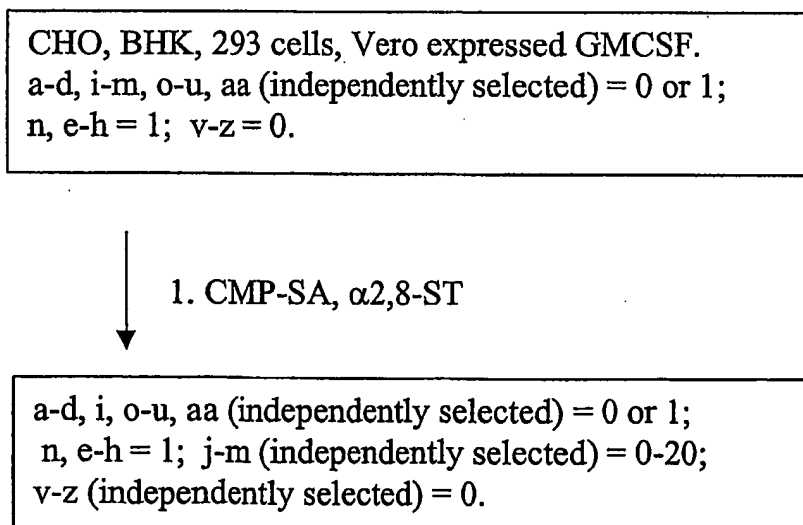 CHO, BHK, 293 cells, Vero expressed GMCSF.
a-d, i-m, o-u, aa (independently selected) = 0 or 1;
n, e-h = 1; v-z = 0.
1. CMP-SA, α2,8-ST
a-d, i, o-u, aa (independently selected) = 0 or 1;
n, e-h = 1; j-m (independently selected) = 0-20;
v-z (independently selected) = 0.